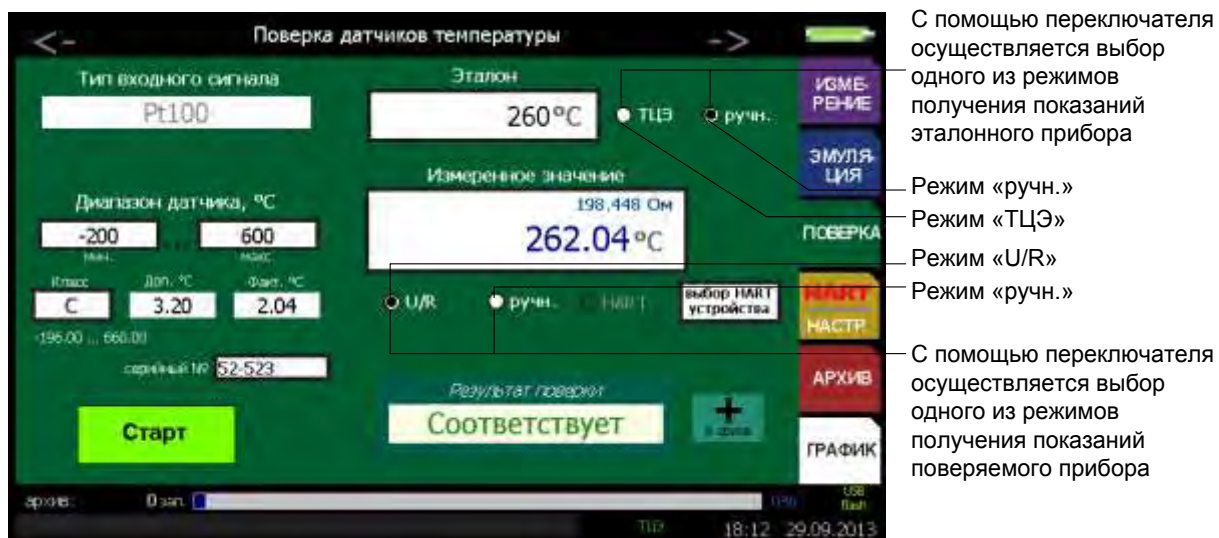 <- Поверка датчиков температуры ->
Тип входного сигнала
Pt100
Эталон
260°C
ТЦЭ
ручн.
Измеренное значение
198,448 Ом
262.04 °C
Диапазон датчика, °C
-200
...
600
мин.
макс.
Класс
Доп. °C
Факт. °C
C
3.20
2.04
-196.00 ... 660.00
U/R
ручн.
HART
выбор HART
устройства
серийный № 52-523
Результат поверки
Соответствует
Старт
+
ИЗМЕ-
РЕНИЕ
ЭМУЛЯ-
ЦИЯ
ПОВЕРКА
HART
НАСТР.
АРХИВ
ГРАФИК
архив: 0 зап.
USB
flash
ТЦЭ
18:12 29.09.2013
С помощью переключателя
осуществляется выбор
одного из режимов
получения показаний
эталонного прибора
Режим «ручн.»
Режим «ТЦЭ»
Режим «U/R»
Режим «ручн.»
С помощью переключателя
осуществляется выбор
одного из режимов
получения показаний
поверяемого прибора